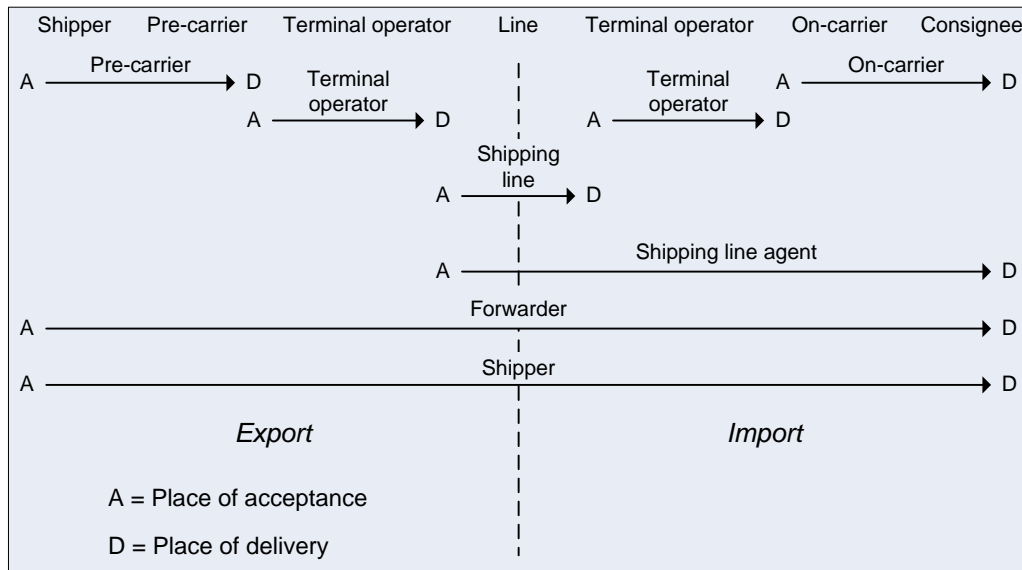 Shipper Pre-carrier Terminal operator Line Terminal operator On-carrier Consignee
Pre-carrier
A D
Terminal
operator
A D
Terminal
operator
A D
On-carrier
A D
Shipping
line
A D
Shipping line agent
A D
Forwarder
A D
Shipper
A D
Export Import
A = Place of acceptance
D = Place of delivery